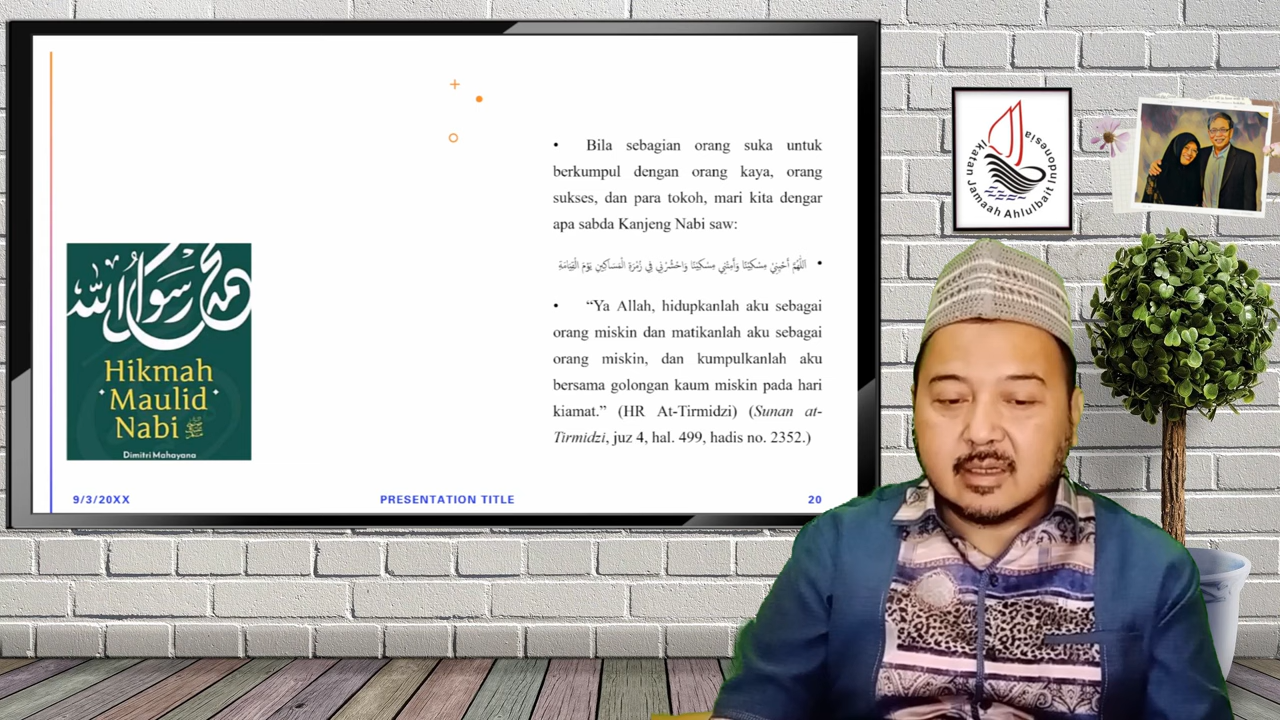 • Bila sebagian orang suka untuk
berkumpul dengan orang kaya, orang
sukses, dan para tokoh, mari kita dengar
apa sabda Kanjeng Nabi saw:
• اللَّهُمَّ أَحْيِنِيْ مِسْكِيْنًا وَأَمِتْنِي مِسْكِيْنًا وَاحْشُرْنِي فِي زُمْرَةِ الْمَسَاكِيْنِ يَوْمَ الْقِيَامَةِ
• “Ya Allah, hidupkanlah aku sebagai
orang miskin dan matikanlah aku sebagai
orang miskin, dan kumpulkanlah aku
bersama golongan kaum miskin pada hari
kiamat.” (HR At-Tirmidzi) (Sunan at-
Tirmidzi, juz 4, hal. 499, hadis no. 2352.)
محمد رسول الله
Hikmah
Maulid
Nabi ﷺ
Dimitri Mahayana
9/3/20XX
PRESENTATION TITLE
20
Ikatan Jamaah Ahlulbait Indonesia